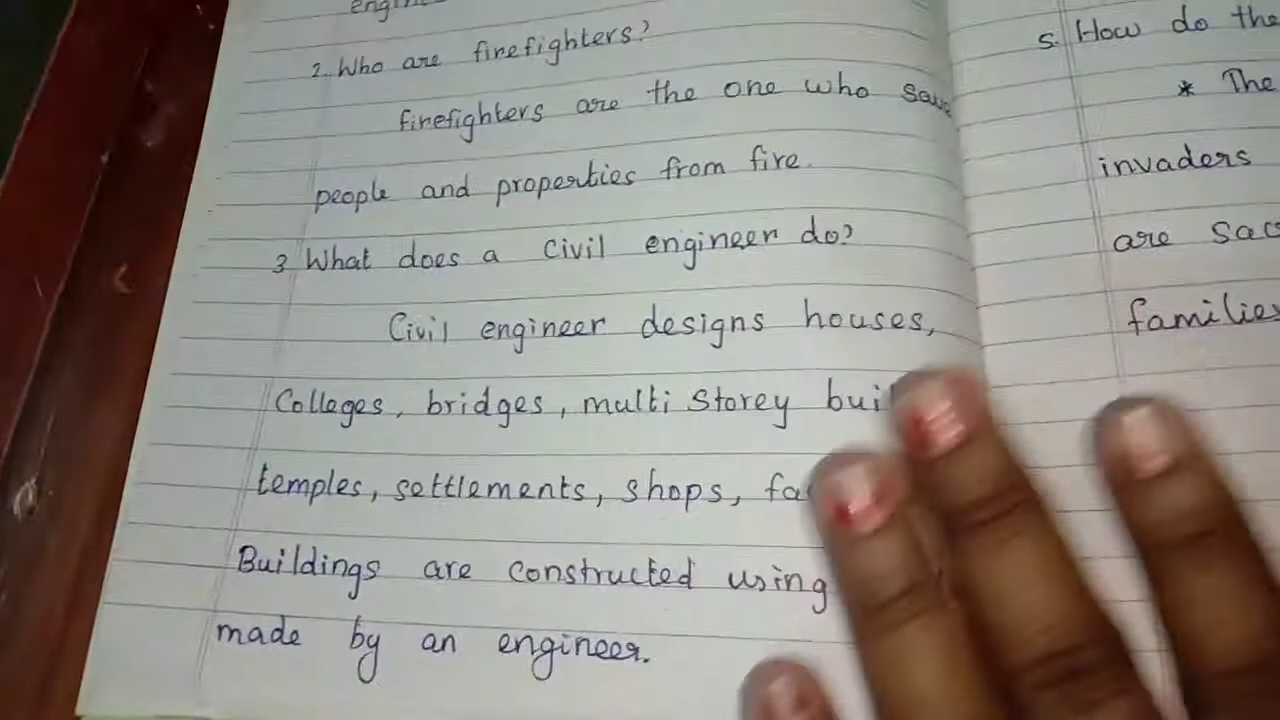 2. Who are firefighters?
firefighters are the one who save
people and properties from fire.
3 What does a civil engineer do?
Civil engineer designs houses,
Colleges, bridges, multi storey
temples, settlements, shops,
Buildings are constructed using
made by an engineer.
5. How do the
* The
invaders
are
families